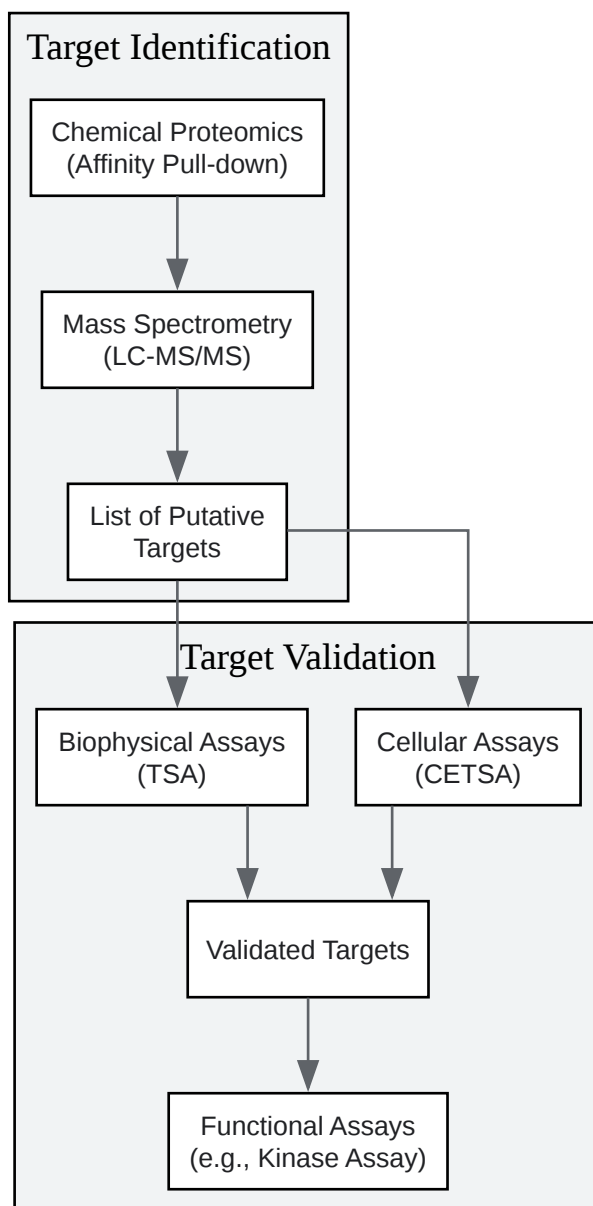 Target Identification
Chemical Proteomics
(Affinity Pull-down)
Mass Spectrometry
(LC-MS/MS)
List of Putative
Targets
Target Validation
Biophysical Assays
(TSA)
Cellular Assays
(CETSA)
Validated Targets
Functional Assays
(e.g., Kinase Assay)